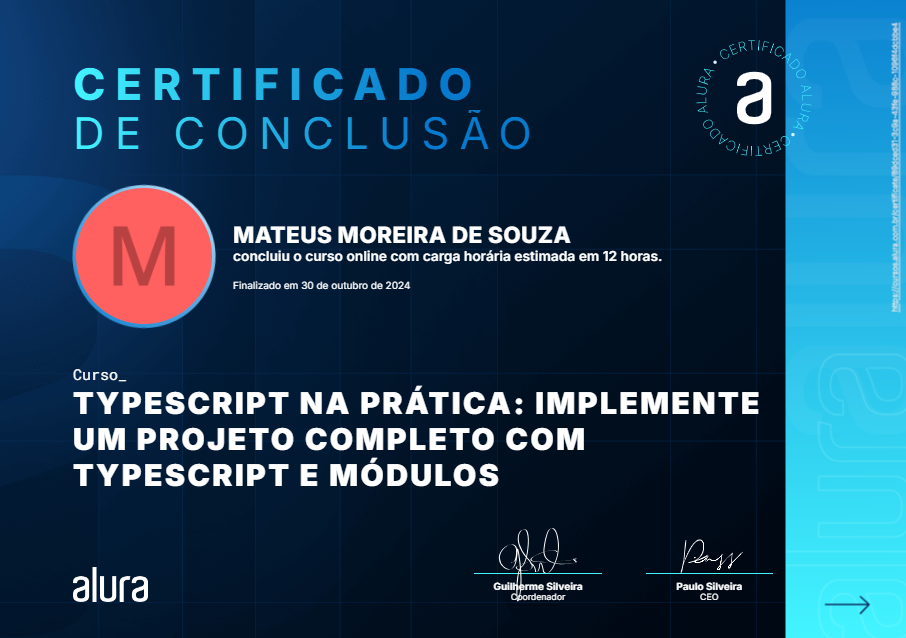 CERTIFICADO
DE CONCLUSÃO
CERTIFICADO ALURA • CERTIFICADO ALURA •
a
M
MATEUS MOREIRA DE SOUZA
concluiu o curso online com carga horária estimada em 12 horas.
Finalizado em 30 de outubro de 2024
Curso_
TYPESCRIPT NA PRÁTICA: IMPLEMENTE
UM PROJETO COMPLETO COM
TYPESCRIPT E MÓDULOS
alura
Guilherme Silveira
Coordenador
Paulo Silveira
CEO
alura